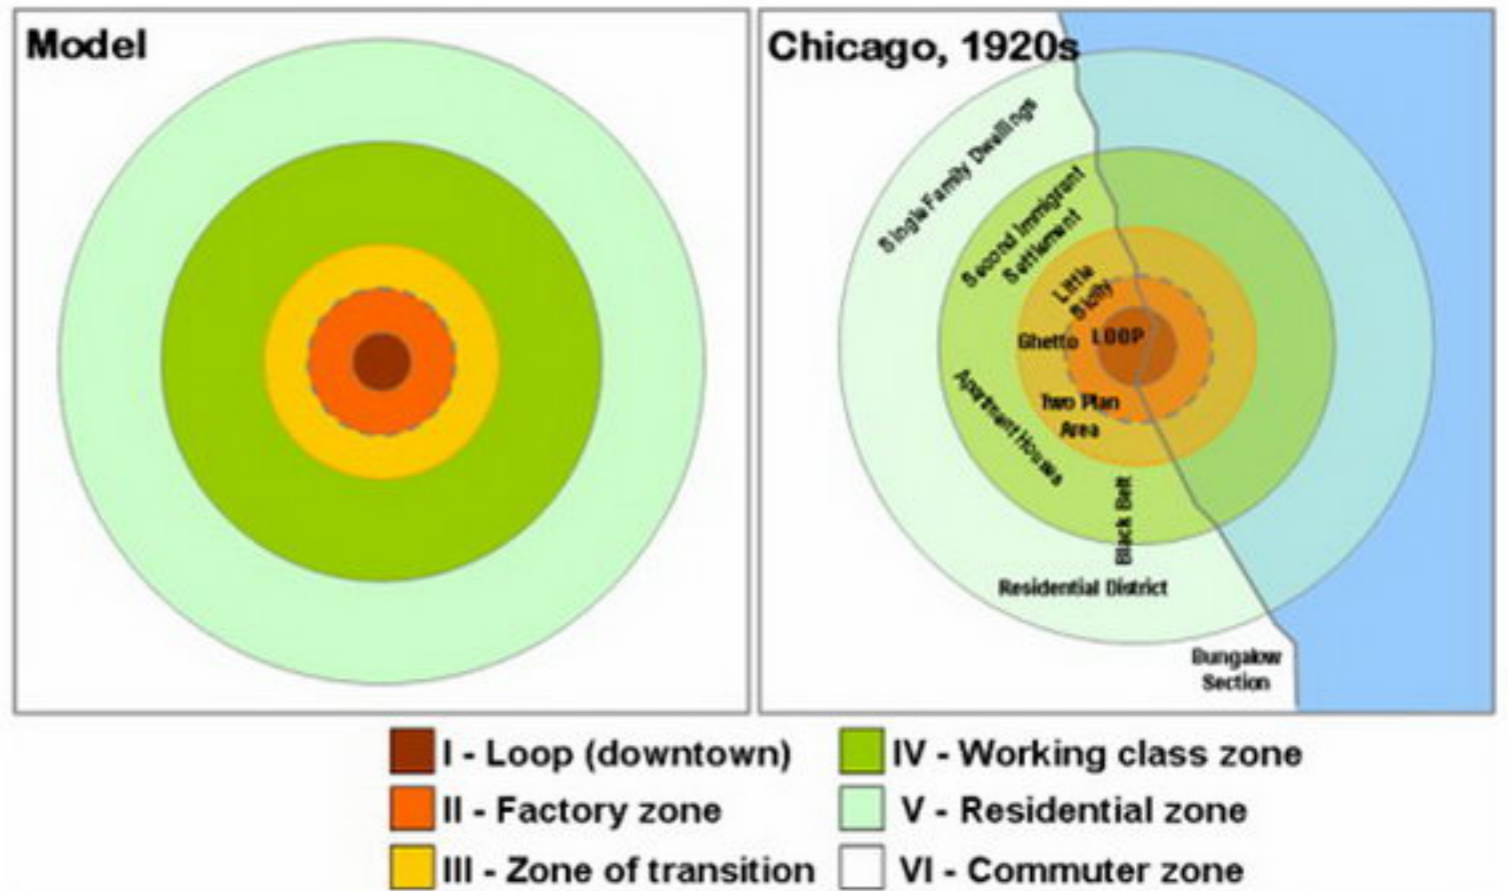 Model
Chicago, 1920s
Single Family Dwellings
Second Immigrant
Settlement
Little
Sicily
Ghetto
LOOP
Two Plan
Area
Apartment Houses
Black Belt
Residential District
Bungalow
Section
I - Loop (downtown)
II - Factory zone
III - Zone of transition
IV - Working class zone
V - Residential zone
VI - Commuter zone